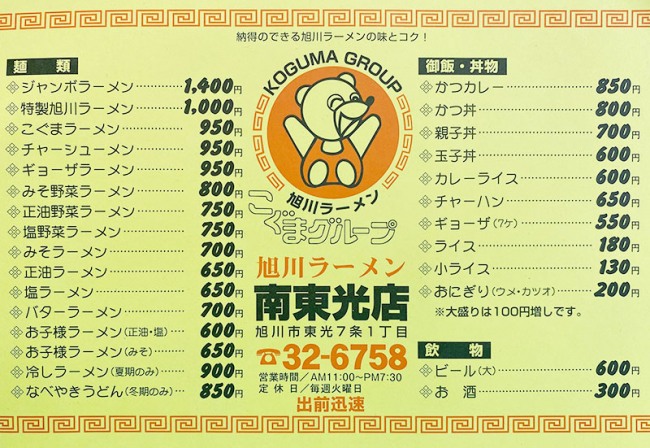 納得のできる旭川ラーメンの味とコク！
麺 類
※ジャンボラーメン…………1,400円
※特製旭川ラーメン…………1,000円
※こぐまラーメン…………950円
※チャーシューメン…………950円
※ギョーザラーメン…………950円
※みそ野菜ラーメン…………800円
※正油野菜ラーメン…………750円
※塩野菜ラーメン…………750円
※みそラーメン…………700円
※正油ラーメン…………650円
※塩ラーメン…………650円
※バターラーメン…………700円
※お子様ラーメン(正油・塩)……600円
※お子様ラーメン(みそ)………650円
※冷しラーメン(夏期のみ)……900円
※なべやきうどん(冬期のみ)…850円
KOGUMA GROUP
旭川ラーメン
こぐまグループ
旭川ラーメン
南東光店
旭川市東光7条1丁目
☎32-6758
営業時間／AM11:00〜PM7:30
定 休 日／毎週火曜日
出前迅速
御飯・丼物
※かつカレー…………850円
※かつ丼…………800円
※親子丼…………700円
※玉子丼…………600円
※カレーライス…………600円
※チャーハン…………650円
※ギョーザ(7ケ)…………550円
※ライス…………180円
※小ライス…………130円
※おにぎり(ウメ・カツオ)……200円
※大盛りは100円増しです。
飲 物
※ビール(大)…………600円
※お 酒…………300円